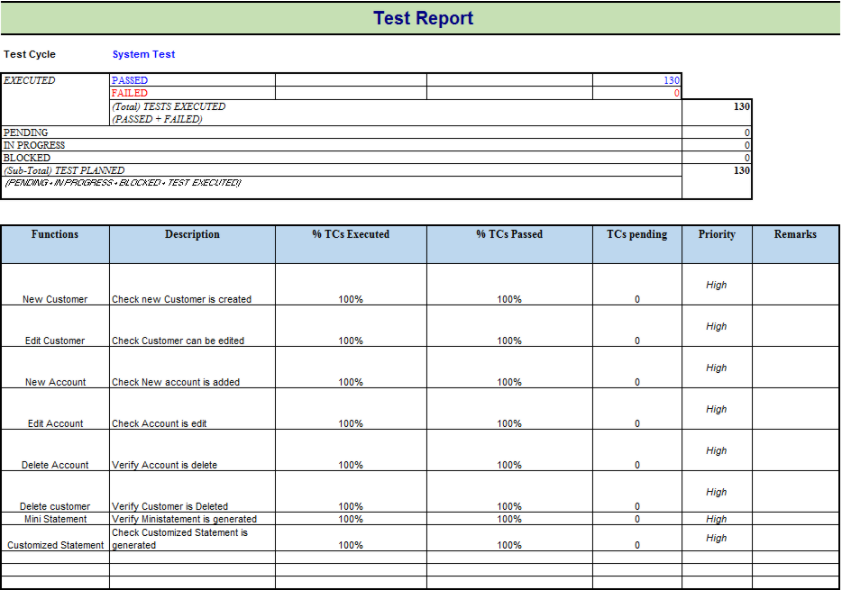 Test Report
Test Cycle System Test
EXECUTED PASSED 130
FAILED 0
(Total) TESTS EXECUTED 130
(PASSED + FAILED)
PENDING 0
IN PROGRESS 0
BLOCKED 0
(Sub-Total) TEST PLANNED 130
(PENDING + IN PROGRESS + BLOCKED + TEST EXECUTED)
Functions Description % TCs Executed % TCs Passed TCs pending Priority Remarks
New Customer Check new Customer is created 100% 100% 0 High
Edit Customer Check Customer can be edited 100% 100% 0 High
New Account Check New account is added 100% 100% 0 High
Edit Account Check Account is edit 100% 100% 0 High
Delete Account Verify Account is delete 100% 100% 0 High
Delete customer Verify Customer is Deleted 100% 100% 0 High
Mini Statement Verify Ministatement is generated 100% 100% 0 High
Check Customized Statement is
Customized Statement generated 100% 100% 0 High